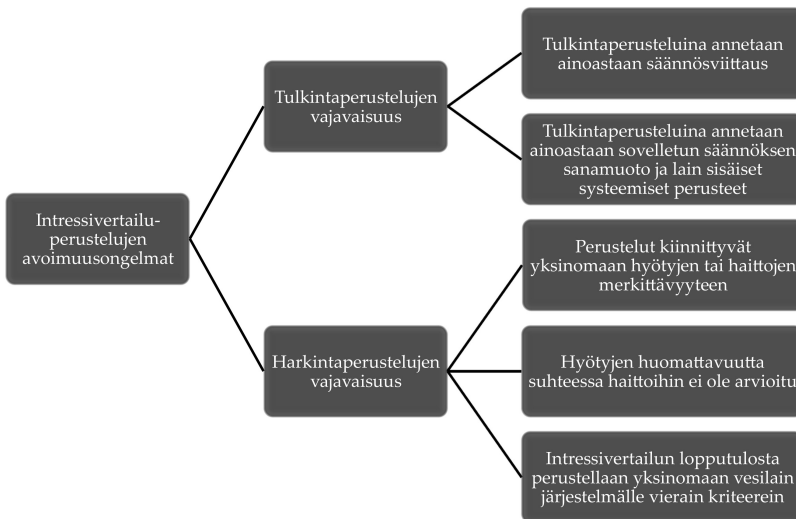 Intressivertailu-
perustelujen
avoimuusongelmat
Tulkintaperustelujen
vajavaisuus
Tulkintaperusteluina annetaan
ainoastaan säännösviittaus
Tulkintaperusteluina annetaan
ainoastaan sovelletun säännöksen
sanamuoto ja lain sisäiset
systeemiset perusteet
Harkintaperustelujen
vajavaisuus
Perustelut kiinnittyvät
yksinomaan hyötyjen tai haittojen
merkittävyyteen
Hyötyjen huomattavuutta
suhteessa haittoihin ei ole arvioitu
Intressivertailun lopputulosta
perustellaan yksinomaan vesilain
järjestelmälle vierain kriteerein